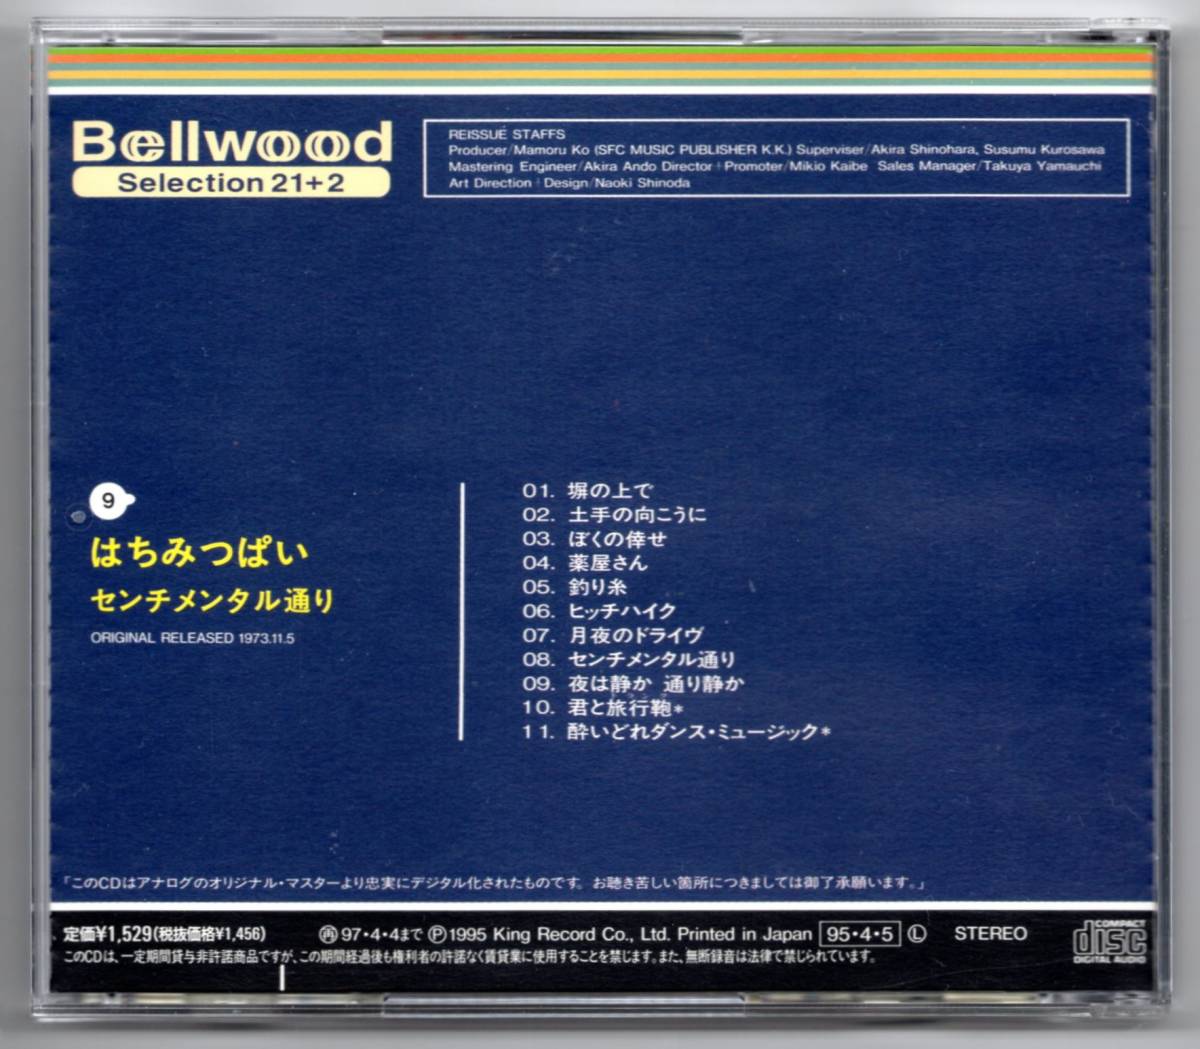 Bellwood
Selection 21+2
REISSUE STAFFS
Producer/Mamoru Ko (SFC MUSIC PUBLISHER K.K.) Superviser/Akira Shinohara, Susumu Kurosawa
Mastering Engineer/Akira Ando Director+Promoter/Mikio Kaibe Sales Manager/Takuya Yamauchi
Art Direction+Design/Naoki Shinoda
9
はちみつぱい
センチメンタル通り
ORIGINAL RELEASED 1973.11.5
01. 塀の上で
02. 土手の向こうに
03. ぼくの倖せ
04. 薬屋さん
05. 釣り糸
06. ヒッチハイク
07. 月夜のドライヴ
08. センチメンタル通り
09. 夜は静か 通り静か
10. 君と旅行鞄*
11. 酔いどれダンス・ミュージック*
「このCDはアナログのオリジナル・マスターより忠実にデジタル化されたものです。お聴き苦しい箇所につきましては御了承願います。」
定価¥1,529(税抜価格¥1,456) 再97・4・4まで Ⓟ1995 King Record Co., Ltd. Printed in Japan 95・4・5 Ⓛ STEREO
このCDは、一定期間貸与非許諾商品ですが、この期間経過後も権利者の許諾なく賃貸業に使用することを禁じます。また、無断録音は法律で禁じられています。
COMPACT
disc
DIGITAL AUDIO